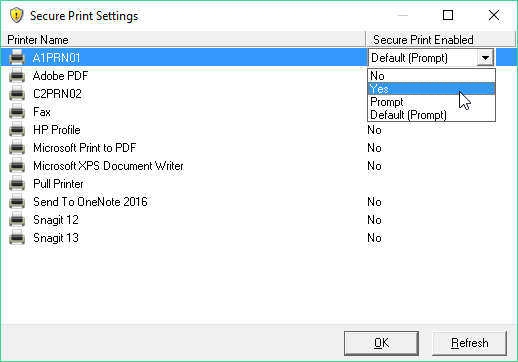 Secure Print Settings
Printer Name Secure Print Enabled
A1PRN01 Default (Prompt)
Adobe PDF No
C2PRN02 Yes
Prompt
Fax Default (Prompt)
HP Profile No
Microsoft Print to PDF No
Microsoft XPS Document Writer No
Pull Printer
Send To OneNote 2016 No
Snagit 12 No
Snagit 13 No
OK Refresh